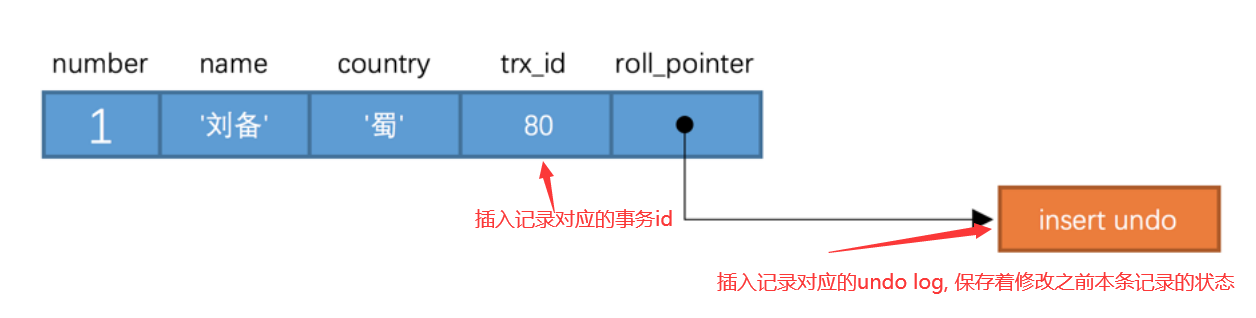 number name country trx_id roll_pointer
1 '刘备' '蜀' 80
插入记录对应的事务id
insert undo
插入记录对应的undo log, 保存着修改之前本条记录的状态